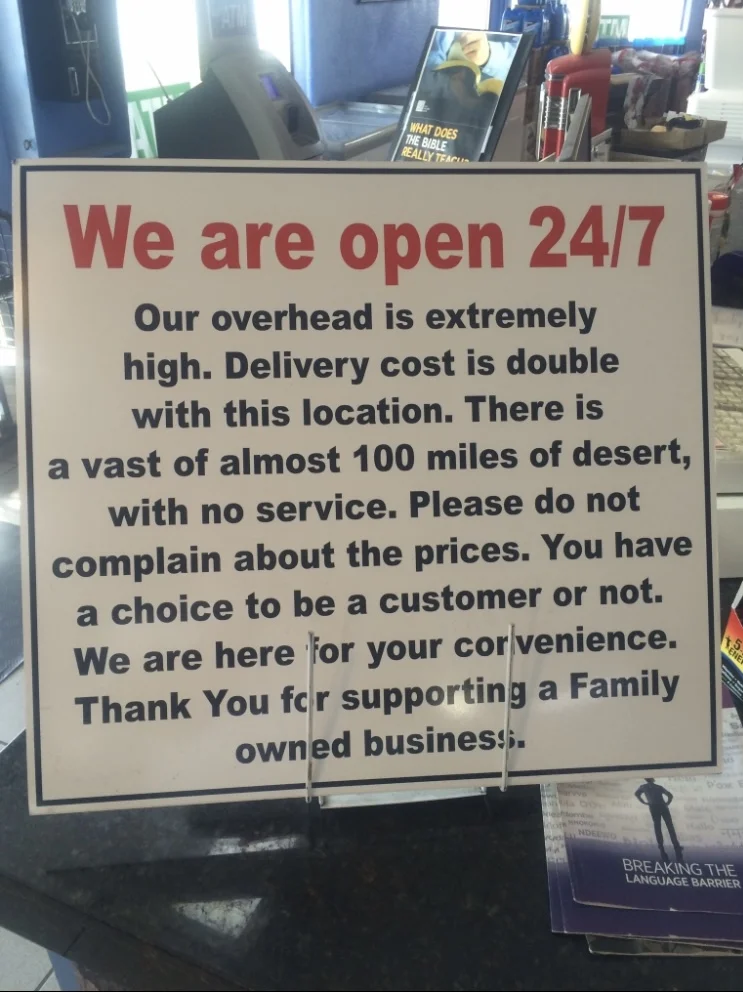 WHAT DOES
THE BIBLE
REALLY TEACH?
We are open 24/7
Our overhead is extremely
high. Delivery cost is double
with this location. There is
a vast of almost 100 miles of desert,
with no service. Please do not
complain about the prices. You have
a choice to be a customer or not.
We are here for your convenience.
Thank You for supporting a Family
owned business.
BREAKING THE
LANGUAGE BARRIER